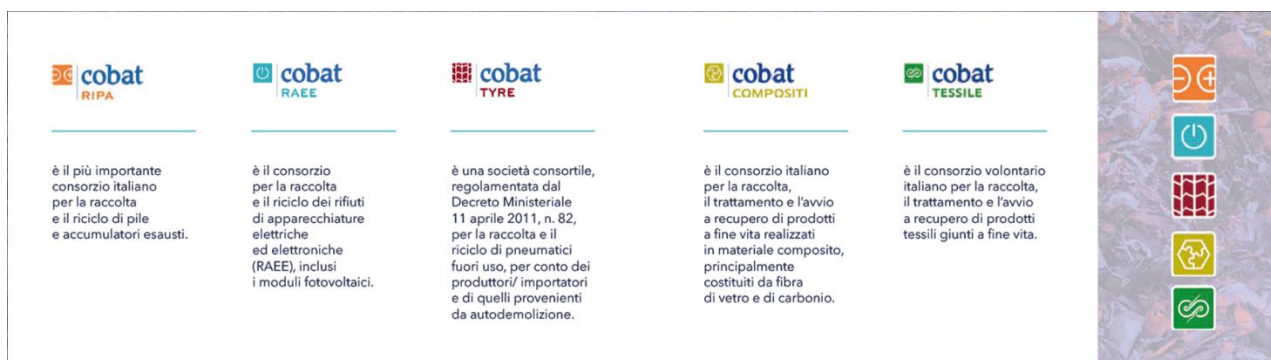 cobat
RIPA
è il più importante
consorzio italiano
per la raccolta
e il riciclo di pile
e accumulatori esausti.
cobat
RAEE
è il consorzio
per la raccolta
e il riciclo dei rifiuti
di apparecchiature
elettriche
ed elettroniche
(RAEE), inclusi
i moduli fotovoltaici.
cobat
TYRE
è una società consortile,
regolamentata dal
Decreto Ministeriale
11 aprile 2011, n. 82,
per la raccolta e il
riciclo di pneumatici
fuori uso, per conto dei
produttori/ importatori
e di quelli provenienti
da autodemolizione.
cobat
COMPOSITI
è il consorzio italiano
per la raccolta,
il trattamento e l'avvio
a recupero di prodotti
a fine vita realizzati
in materiale composito,
principalmente
costituiti da fibra
di vetro e di carbonio.
cobat
TESSILE
è il consorzio volontario
italiano per la raccolta,
il trattamento e l'avvio
a recupero di prodotti
tessili giunti a fine vita.